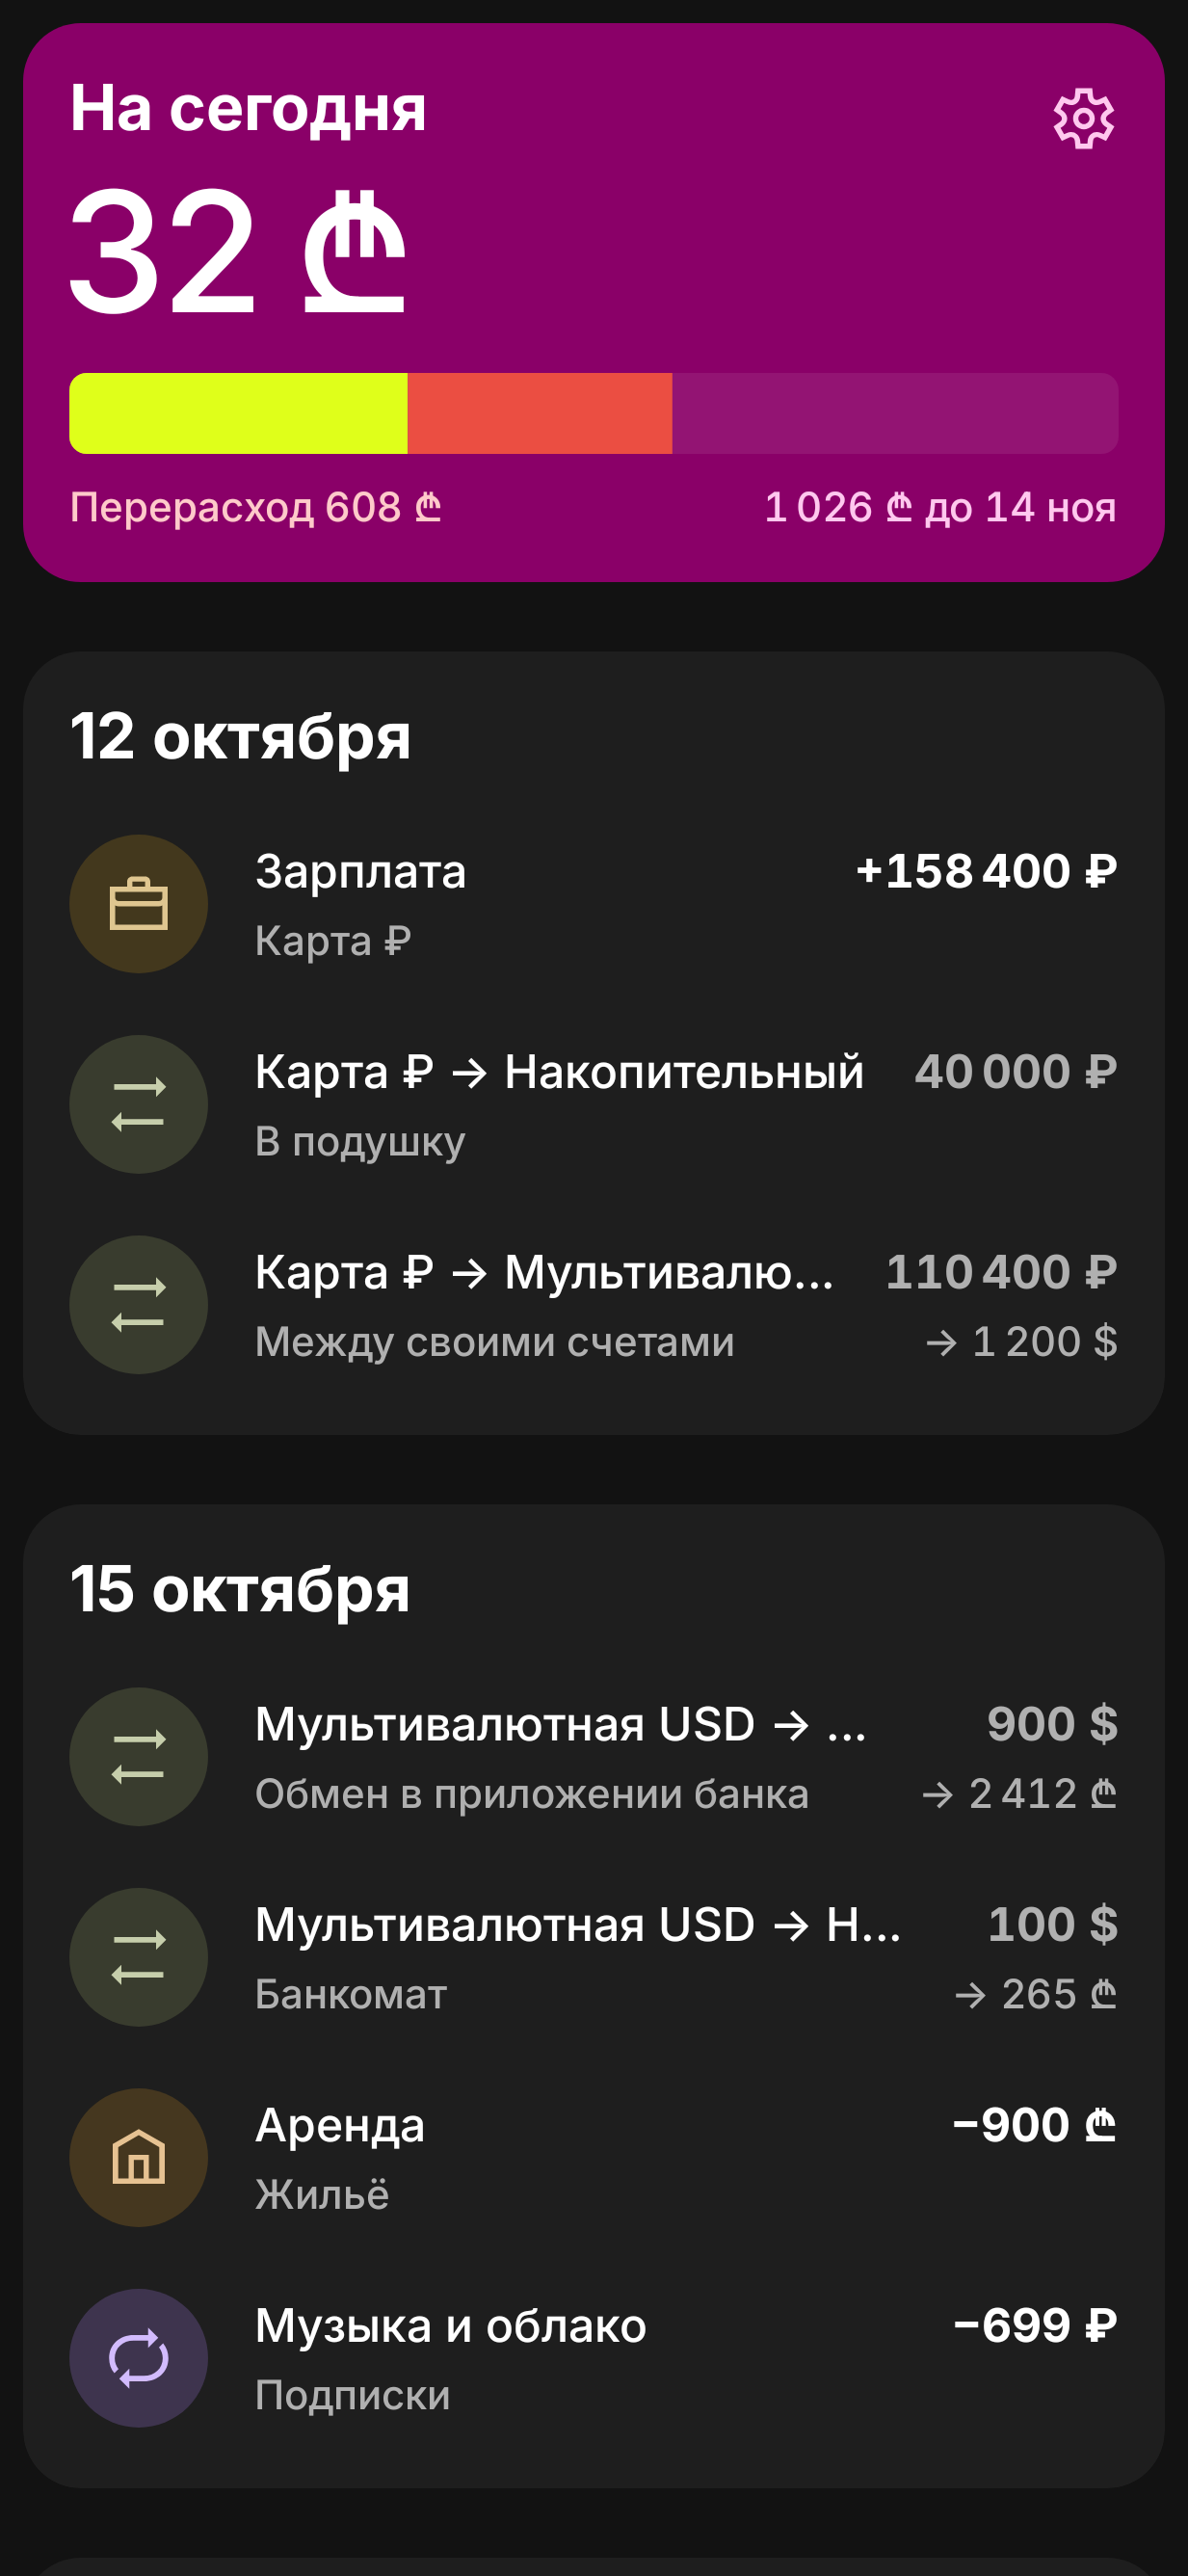 На сегодня
32 ₾
Перерасход 608 ₾
1 026 ₾ до 14 ноя
12 октября
Зарплата
+158 400 ₽
Карта ₽
Карта ₽ → Накопительный
40 000 ₽
В подушку
Карта ₽ → Мультивалю...
110 400 ₽
Между своими счетами
→ 1 200 $
15 октября
Мультивалютная USD → ...
900 $
Обмен в приложении банка
→ 2 412 ₾
Мультивалютная USD → Н...
100 $
Банкомат
→ 265 ₾
Аренда
−900 ₾
Жильё
Музыка и облако
−699 ₽
Подписки